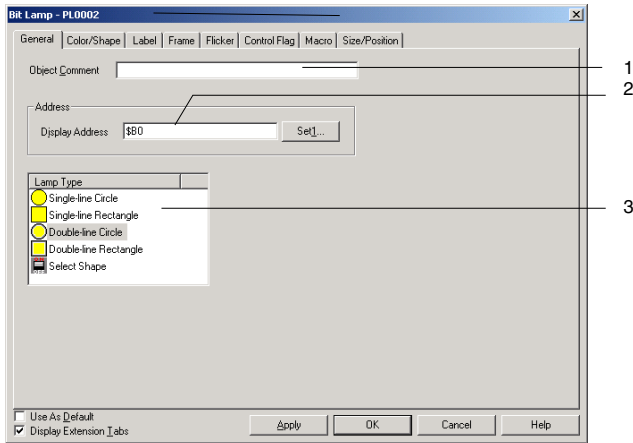 Bit Lamp - PL0002
General Color/Shape Label Frame Flicker Control Flag Macro Size/Position
Object Comment 1
2
Address
Display Address $B0 Set1...
Lamp Type
Single-line Circle
Single-line Rectangle 3
Double-line Circle
Double-line Rectangle
Select Shape
Use As Default
Display Extension Tabs Apply OK Cancel Help